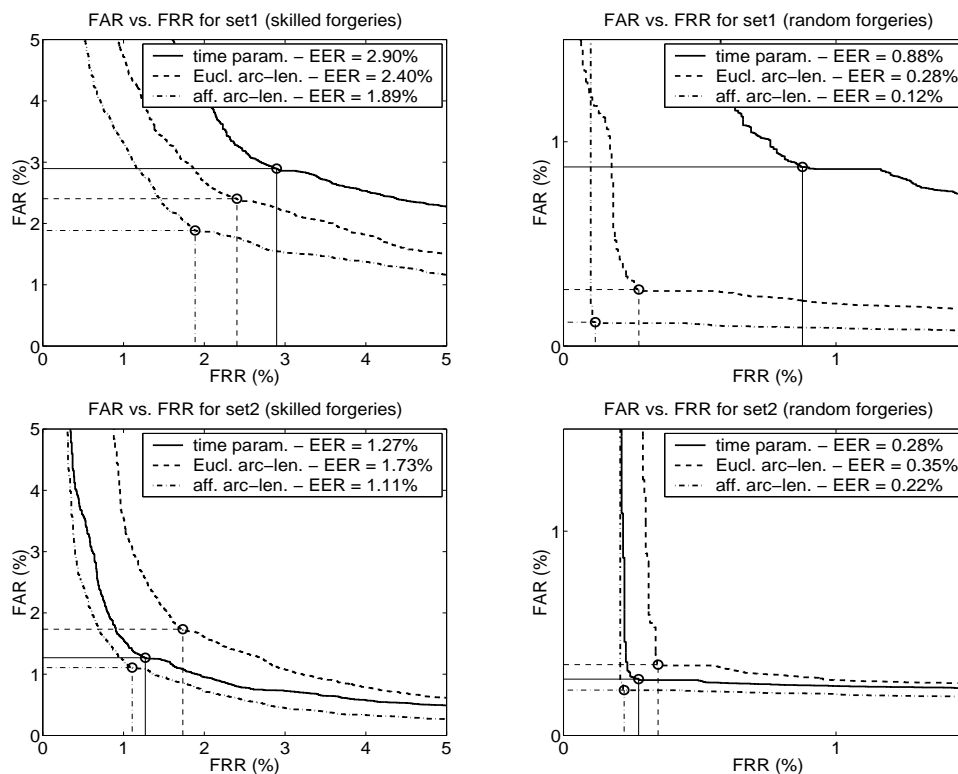 FAR vs. FRR for set1 (skilled forgeries)
5
4
3
2
1
0
FAR (%)
time param. – EER = 2.90%
Eucl. arc–len. – EER = 2.40%
aff. arc–len. – EER = 1.89%
0 1 2 3 4 5
FRR (%)
FAR vs. FRR for set1 (random forgeries)
1
0
FAR (%)
time param. – EER = 0.88%
Eucl. arc–len. – EER = 0.28%
aff. arc–len. – EER = 0.12%
0 1
FRR (%)
FAR vs. FRR for set2 (skilled forgeries)
5
4
3
2
1
0
FAR (%)
time param. – EER = 1.27%
Eucl. arc–len. – EER = 1.73%
aff. arc–len. – EER = 1.11%
0 1 2 3 4 5
FRR (%)
FAR vs. FRR for set2 (random forgeries)
1
0
FAR (%)
time param. – EER = 0.28%
Eucl. arc–len. – EER = 0.35%
aff. arc–len. – EER = 0.22%
0 1
FRR (%)